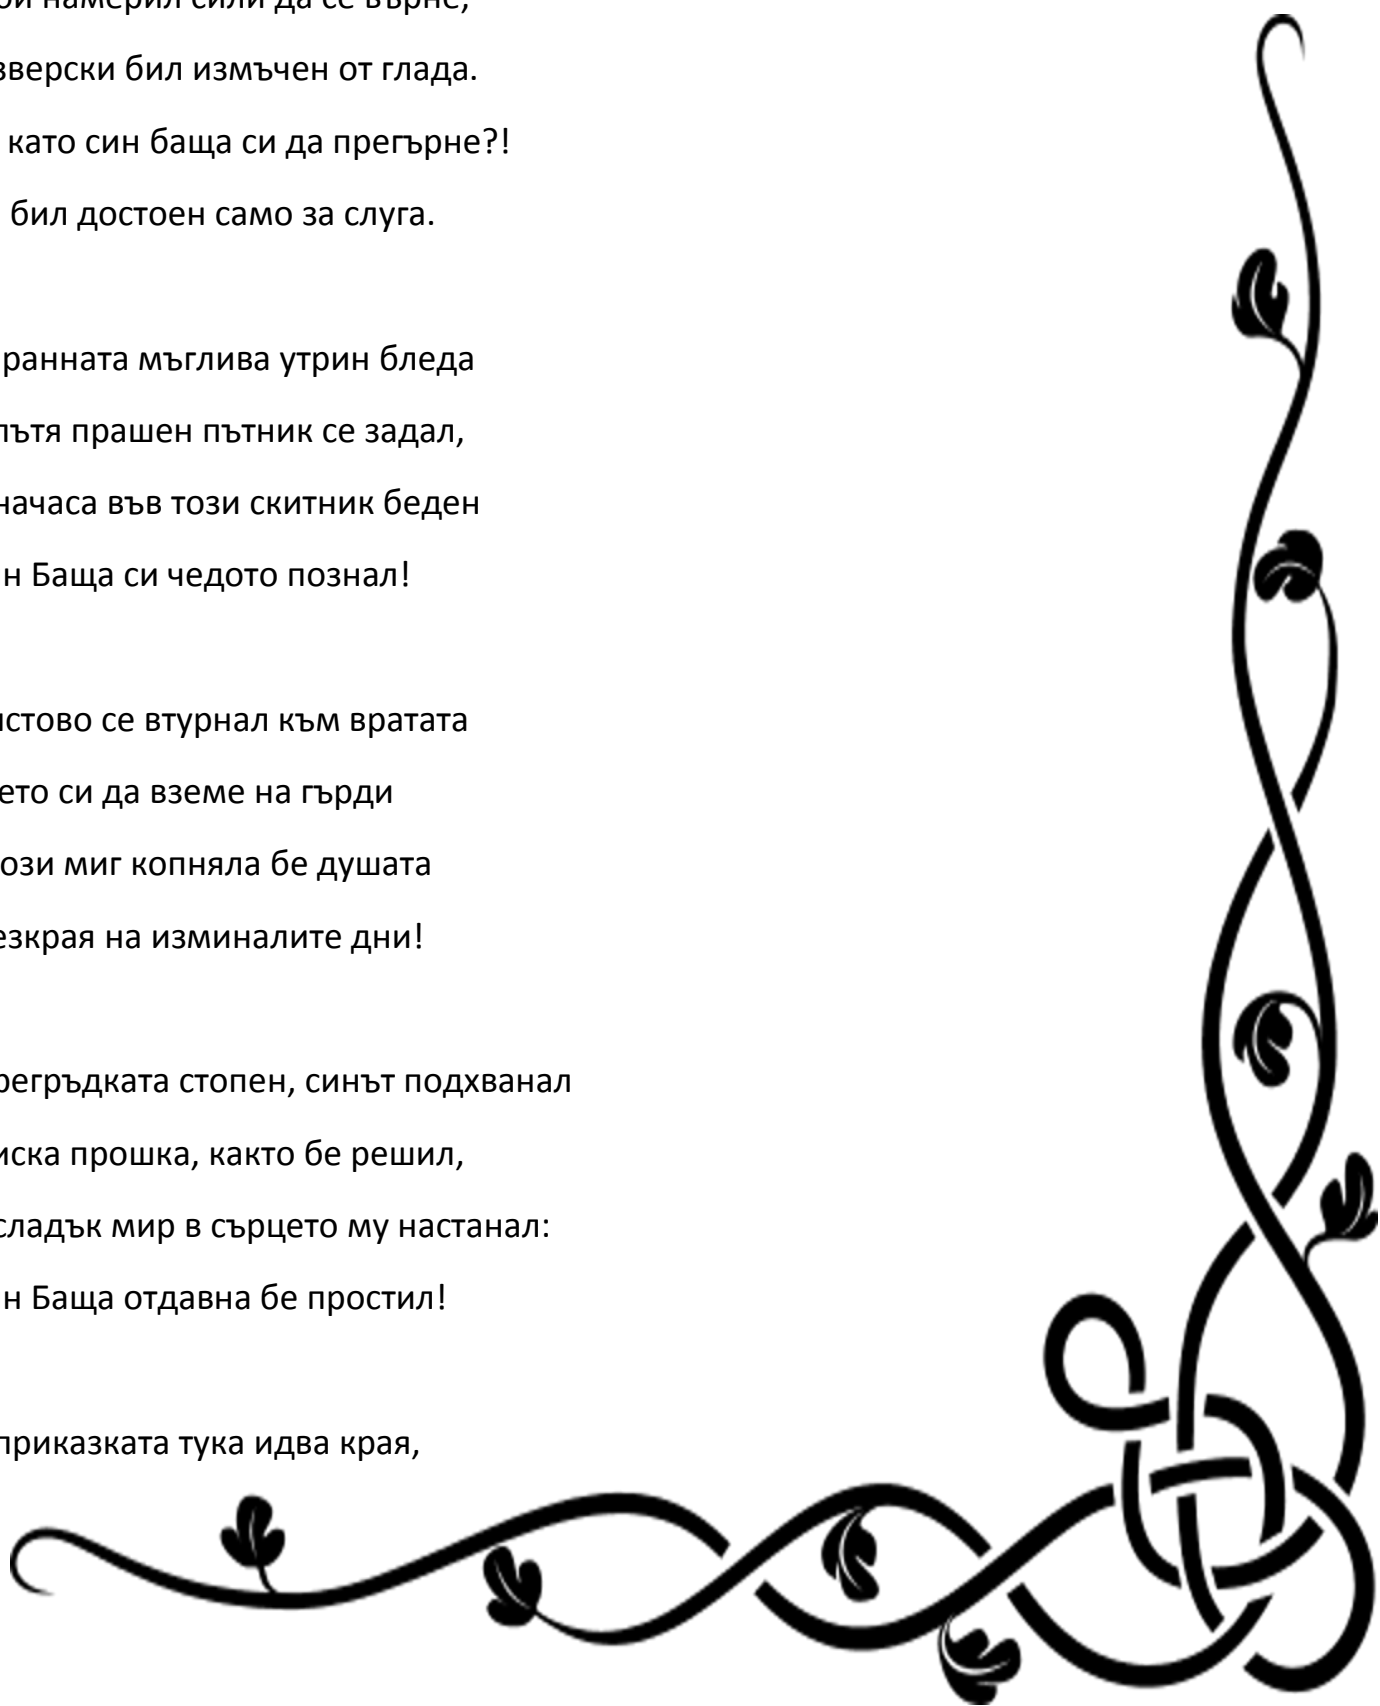 ои намерил сили да се върне,
зверски бил измъчен от глада.
като син баща си да прегърне?!
бил достоен само за слуга.
ранната мъглива утрин бледа
пътя прашен пътник се задал,
начаса във този скитник беден
н Баща си чедото познал!
истово се втурнал към вратата
ето си да вземе на гърди
този миг копняла бе душата
езкрая на изминалите дни!
регръдката стопен, синът подхванал
иска прошка, както бе решил,
сладък мир в сърцето му настанал:
н Баща отдавна бе простил!
приказката тука идва края,